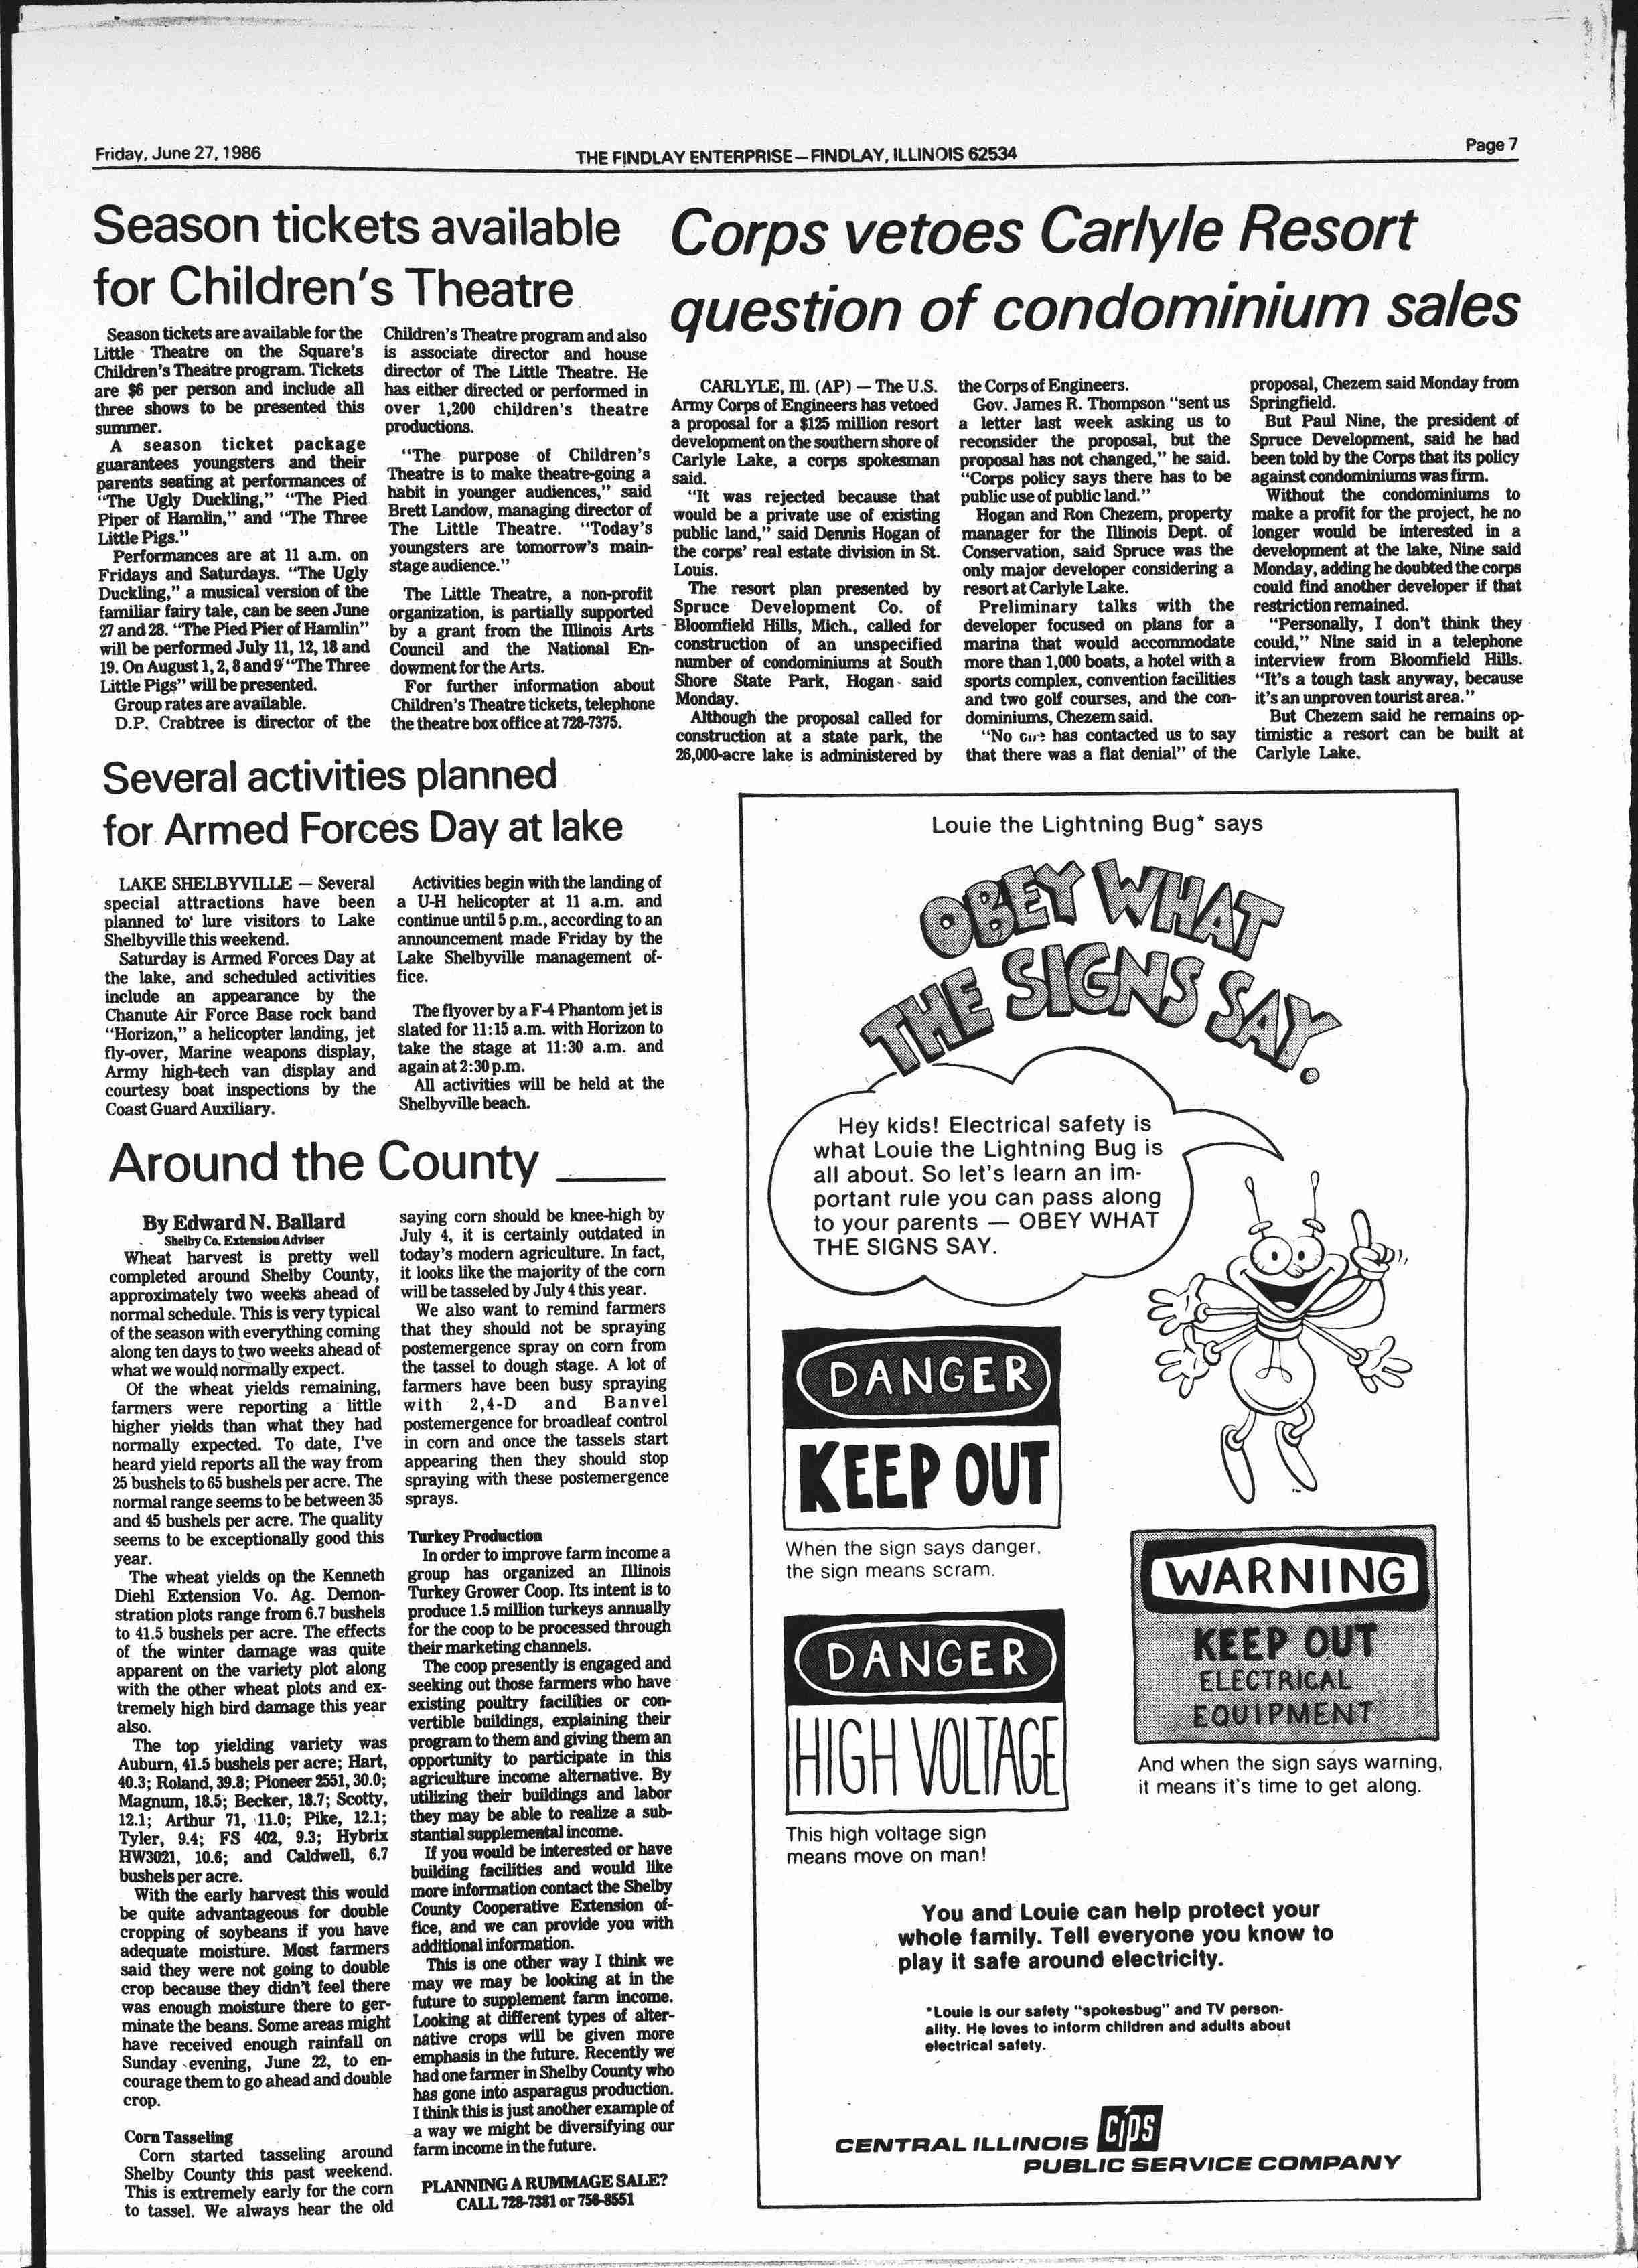 Friday, June 27, 1986
THE FINDLAY ENTERPRISE—FINDLAY, ILLINOIS 62534
Page 7
Season tickets available
for Children's Theatre
Season tickets are available for the
Little Theatre on the Square's
Children's Theatre program. Tickets
are $6 per person and include all
three shows to be presented this
summer.
A season ticket package
guarantees youngsters and their
parents seating at performances of
"The Ugly Duckling," "The Pied
Piper of Hamlin," and "The Three
Little Pigs."
Performances are at 11 a.m. on
Fridays and Saturdays. "The Ugly
Duckling," a musical version of the
familiar fairy tale, can be seen June
27 and 28. "The Pied Pier of Hamlin"
will be performed July 11, 12, 18 and
19. On August 1, 2, 8 and 9 "The Three
Little Pigs" will be presented.
Group rates are available.
D.P. Crabtree is director of the
Children's Theatre program and also
is associate director and house
director of The Little Theatre. He
has either directed or performed in
over 1,200 children's theatre
productions.
"The purpose of Children's
Theatre is to make theatre-going a
habit in younger audiences," said
Brett Landow, managing director of
The Little Theatre. "Today's
youngsters are tomorrow's main-
stage audience."
The Little Theatre, a non-profit
organization, is partially supported
by a grant from the Illinois Arts
Council and the National En-
dowment for the Arts.
For further information about
Children's Theatre tickets, telephone
the theatre box office at 728-7375.
Corps vetoes Carlyle Resort
question of condominium sales
CARLYLE, Ill. (AP) — The U.S.
Army Corps of Engineers has vetoed
a proposal for a $125 million resort
development on the southern shore of
Carlyle Lake, a corps spokesman
said.
"It was rejected because that
would be a private use of existing
public land," said Dennis Hogan of
the corps' real estate division in St.
Louis.
The resort plan presented by
Spruce Development Co. of
Bloomfield Hills, Mich., called for
construction of an unspecified
number of condominiums at South
Shore State Park, Hogan said
Monday.
Although the proposal called for
construction at a state park, the
26,000-acre lake is administered by
the Corps of Engineers.
Gov. James R. Thompson "sent us
a letter last week asking us to
reconsider the proposal, but the
proposal has not changed," he said.
"Corps policy says there has to be
public use of public land."
Hogan and Ron Chezem, property
manager for the Illinois Dept. of
Conservation, said Spruce was the
only major developer considering a
resort at Carlyle Lake.
Preliminary talks with the
developer focused on plans for a
marina that would accommodate
more than 1,000 boats, a hotel with a
sports complex, convention facilities
and two golf courses, and the con-
dominiums, Chezem said.
"No has contacted us to say
that there was a flat denial" of the
proposal, Chezem said Monday from
Springfield.
But Paul Nine, the president of
Spruce Development, said he had
been told by the Corps that its policy
against condominiums was firm.
Without the condominiums to
make a profit for the project, he no
longer would be interested in a
development at the lake, Nine said
Monday, adding he doubted the corps
could find another developer if that
restriction remained.
"Personally, I don't think they
could," Nine said in a telephone
interview from Bloomfield Hills.
"It's a tough task anyway, because
it's an unproven tourist area."
But Chezem said he remains op-
timistic a resort can be built at
Carlyle Lake.
Several activities planned
for Armed Forces Day at lake
LAKE SHELBYVILLE — Several
special attractions have been
planned to lure visitors to Lake
Shelbyville this weekend.
Saturday is Armed Forces Day at
the lake, and scheduled activities
include an appearance by the
Chanute Air Force Base rock band
"Horizon," a helicopter landing, jet
fly-over, Marine weapons display,
Army high-tech van display and
courtesy boat inspections by the
Coast Guard Auxiliary.
Activities begin with the landing of
a U-H helicopter at 11 a.m. and
continue until 5 p.m., according to an
announcement made Friday by the
Lake Shelbyville management of-
fice.
The flyover by a F-4 Phantom jet is
slated for 11:15 a.m. with Horizon to
take the stage at 11:30 a.m. and
again at 2:30 p.m.
All activities will be held at the
Shelbyville beach.
Around the County
By Edward N. Ballard
Shelby Co. Extension Adviser
Wheat harvest is pretty well
completed around Shelby County,
approximately two weeks ahead of
normal schedule. This is very typical
of the season with everything coming
along ten days to two weeks ahead of
what we would normally expect.
Of the wheat yields remaining,
farmers were reporting a little
higher yields than what they had
normally expected. To date, I've
heard yield reports all the way from
25 bushels to 65 bushels per acre. The
normal range seems to be between 35
and 45 bushels per acre. The quality
seems to be exceptionally good this
year.
The wheat yields on the Kenneth
Diehl Extension Vo. Ag. Demon-
stration plots range from 6.7 bushels
to 41.5 bushels per acre. The effects
of the winter damage was quite
apparent on the variety plot along
with the other wheat plots and ex-
tremely high bird damage this year
also.
The top yielding variety was
Auburn, 41.5 bushels per acre; Hart,
40.3; Roland, 39.8; Pioneer 2551, 30.0;
Magnum, 18.5; Becker, 18.7; Scotty,
12.1; Arthur 71, 11.0; Pike, 12.1;
Tyler, 9.4; FS 402, 9.3; Hybrix
HW3021, 10.6; and Caldwell, 6.7
bushels per acre.
With the early harvest this would
be quite advantageous for double
cropping of soybeans if you have
adequate moisture. Most farmers
said they were not going to double
crop because they didn't feel there
was enough moisture there to ger-
minate the beans. Some areas might
have received enough rainfall on
Sunday evening, June 22, to en-
courage them to go ahead and double
crop.
Corn Tasseling
Corn started tasseling around
Shelby County this past weekend.
This is extremely early for the corn
to tassel. We always hear the old
saying corn should be knee-high by
July 4, it is certainly outdated in
today's modern agriculture. In fact,
it looks like the majority of the corn
will be tasseled by July 4 this year.
We also want to remind farmers
that they should not be spraying
postemergence spray on corn from
the tassel to dough stage. A lot of
farmers have been busy spraying
with 2,4-D and Banvel
postemergence for broadleaf control
in corn and once the tassels start
appearing then they should stop
spraying with these postemergence
sprays.
Turkey Production
In order to improve farm income a
group has organized an Illinois
Turkey Grower Coop. Its intent is to
produce 1.5 million turkeys annually
for the coop to be processed through
their marketing channels.
The coop presently is engaged and
seeking out those farmers who have
existing poultry facilities or con-
vertible buildings, explaining their
program to them and giving them an
opportunity to participate in this
agriculture income alternative. By
utilizing their buildings and labor
they may be able to realize a sub-
stantial supplemental income.
If you would be interested or have
building facilities and would like
more information contact the Shelby
County Cooperative Extension of-
fice, and we can provide you with
additional information.
This is one other way I think we
may we may be looking at in the
future to supplement farm income.
Looking at different types of alter-
native crops will be given more
emphasis in the future. Recently we
had one farmer in Shelby County who
has gone into asparagus production.
I think this is just another example of
a way we might be diversifying our
farm income in the future.
PLANNING A RUMMAGE SALE?
CALL 728-7381 or 756-8551
Louie the Lightning Bug* says
OBEY WHAT
THE SIGNS SAY.
Hey kids! Electrical safety is
what Louie the Lightning Bug is
all about. So let's learn an im-
portant rule you can pass along
to your parents — OBEY WHAT
THE SIGNS SAY.
DANGER
KEEP OUT
When the sign says danger,
the sign means scram.
DANGER
HIGH VOLTAGE
This high voltage sign
means move on man!
WARNING
KEEP OUT
ELECTRICAL
EQUIPMENT
And when the sign says warning,
it means it's time to get along.
You and Louie can help protect your
whole family. Tell everyone you know to
play it safe around electricity.
*Louie is our safety "spokesbug" and TV person-
ality. He loves to inform children and adults about
electrical safety.
CENTRAL ILLINOIS
CIPS
PUBLIC SERVICE COMPANY